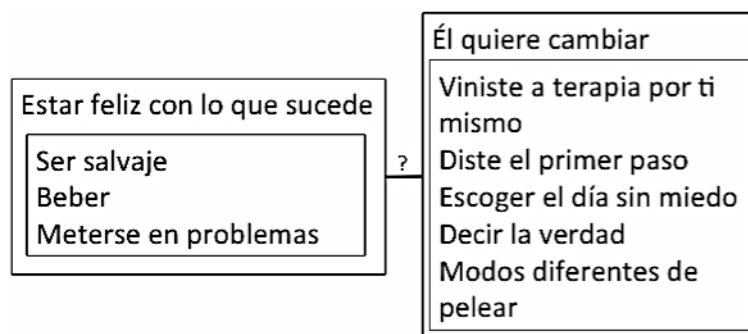 Estar feliz con lo que sucede
Ser salvaje
Beber
Meterse en problemas
?
Él quiere cambiar
Viniste a terapia por ti
mismo
Diste el primer paso
Escoger el día sin miedo
Decir la verdad
Modos diferentes de
pelear